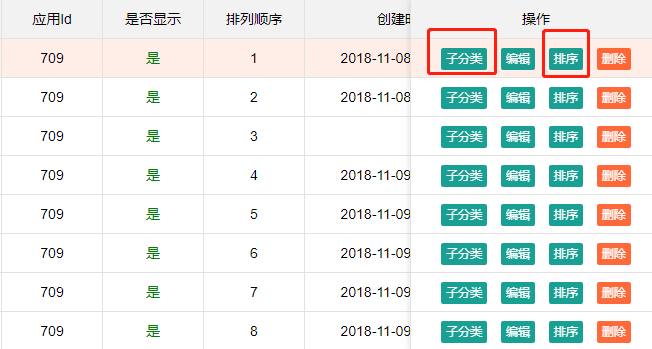 应用Id 是否显示 排列顺序 创建时 操作
709 是 1 2018-11-08 子分类 编辑 排序 删除
709 是 2 2018-11-08 子分类 编辑 排序 删除
709 是 3 子分类 编辑 排序 删除
709 是 4 2018-11-09 子分类 编辑 排序 删除
709 是 5 2018-11-09 子分类 编辑 排序 删除
709 是 6 2018-11-09 子分类 编辑 排序 删除
709 是 7 2018-11-09 子分类 编辑 排序 删除
709 是 8 2018-11-09 子分类 编辑 排序 删除